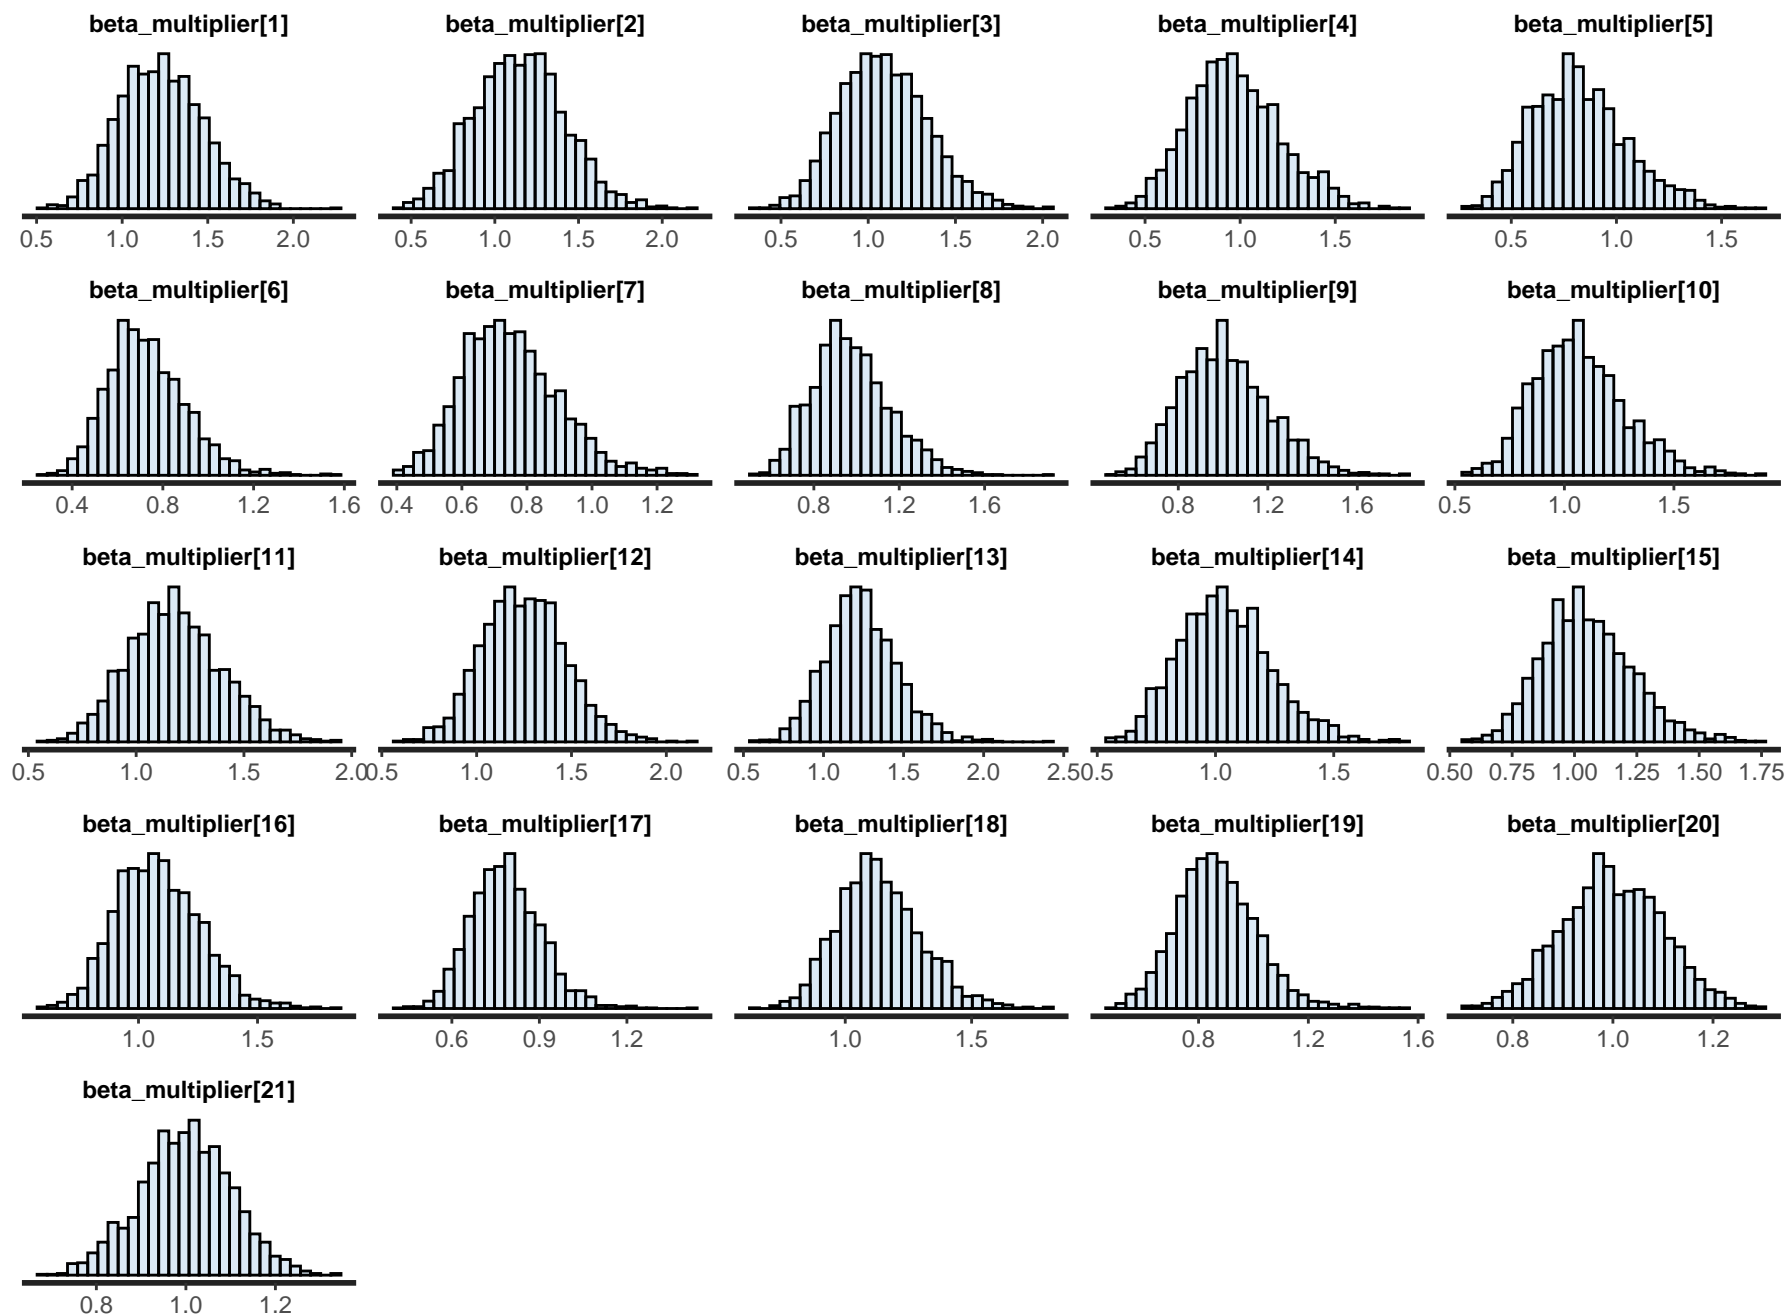 beta_multiplier[1] beta_multiplier[2] beta_multiplier[3] beta_multiplier[4] beta_multiplier[5]
0.5 1.0 1.5 2.0 0.5 1.0 1.5 2.0 0.5 1.0 1.5 2.0 0.5 1.0 1.5 0.5 1.0 1.5
beta_multiplier[6] beta_multiplier[7] beta_multiplier[8] beta_multiplier[9] beta_multiplier[10]
0.4 0.8 1.2 1.6 0.4 0.6 0.8 1.0 1.2 0.8 1.2 1.6 0.8 1.2 1.6 0.5 1.0 1.5
beta_multiplier[11] beta_multiplier[12] beta_multiplier[13] beta_multiplier[14] beta_multiplier[15]
0.5 1.0 1.5 2.0 0.5 1.0 1.5 2.0 0.5 1.0 1.5 2.0 2.5 0.5 1.0 1.5 0.50 0.75 1.00 1.25 1.50 1.75
beta_multiplier[16] beta_multiplier[17] beta_multiplier[18] beta_multiplier[19] beta_multiplier[20]
1.0 1.5 0.6 0.9 1.2 1.0 1.5 0.8 1.2 1.6 0.8 1.0 1.2
beta_multiplier[21]
0.8 1.0 1.2